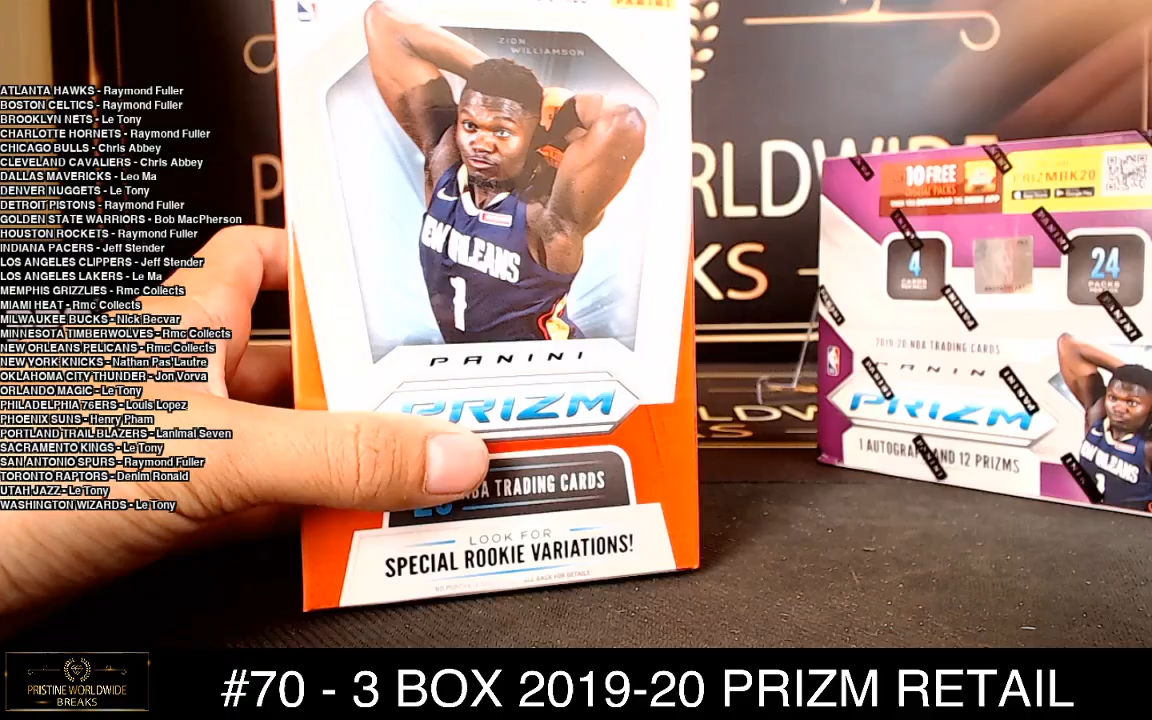 ATLANTA HAWKS - Raymond Fuller
BOSTON CELTICS - Raymond Fuller
BROOKLYN NETS - Le Tony
CHARLOTTE HORNETS - Raymond Fuller
CHICAGO BULLS - Chris Abbey
CLEVELAND CAVALIERS - Chris Abbey
DALLAS MAVERICKS - Leo Ma
DENVER NUGGETS - Le Tony
DETROIT PISTONS - Raymond Fuller
GOLDEN STATE WARRIORS - Bob MacPherson
HOUSTON ROCKETS - Raymond Fuller
INDIANA PACERS - Jeff Stender
LOS ANGELES CLIPPERS - Jeff Stender
LOS ANGELES LAKERS - Le Ma
MEMPHIS GRIZZLIES - Rmc Collects
MIAMI HEAT - Rmc Collects
MILWAUKEE BUCKS - Nick Becvar
MINNESOTA TIMBERWOLVES - Rmc Collects
NEW ORLEANS PELICANS - Rmc Collects
NEW YORK KNICKS - Nathan Pas'Lautre
OKLAHOMA CITY THUNDER - Jon Vorva
ORLANDO MAGIC - Le Tony
PHILADELPHIA 76ERS - Louis Lopez
PHOENIX SUNS - Henry Pham
PORTLAND TRAIL BLAZERS - Lanimal Seven
SACRAMENTO KINGS - Le Tony
SAN ANTONIO SPURS - Raymond Fuller
TORONTO RAPTORS - Denim Ronald
UTAH JAZZ - Le Tony
WASHINGTON WIZARDS - Le Tony
PANINI
ZION
WILLIAMSON
NEW ORLEANS
1
PANINI
PRIZM
NBA TRADING CARDS
LOOK FOR
SPECIAL ROOKIE VARIATIONS!
RLDW
KS
10 FREE
PRIZMBK20
4
CARDS
24
PACKS
2019-20 NBA TRADING CARDS
PANINI
PRIZM
1 AUTOGRAPH AND 12 PRIZMS
PRISTINE WORLDWIDE
BREAKS
#70 - 3 BOX 2019-20 PRIZM RETAIL